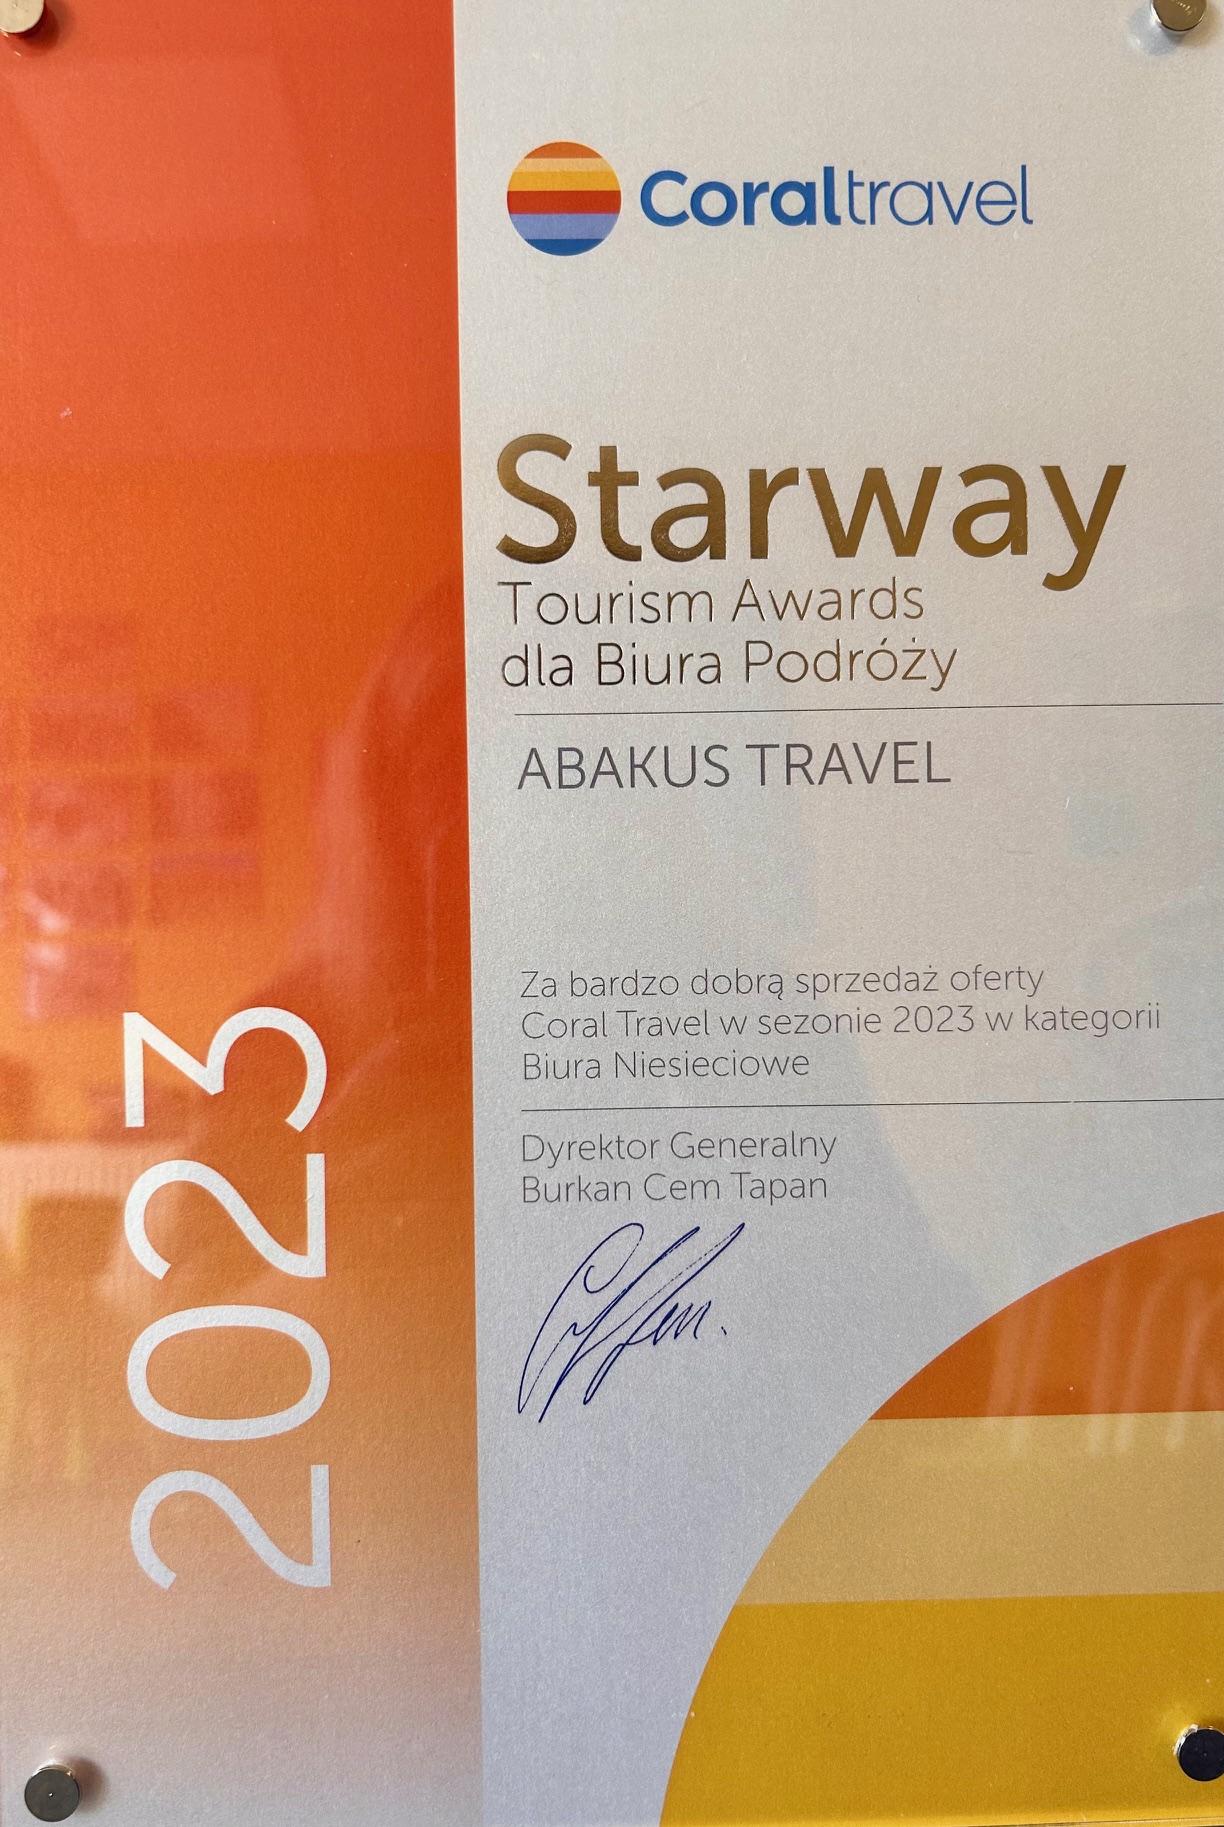 Coraltravel
Starway
Tourism Awards
dla Biura Podróży
ABAKUS TRAVEL
Za bardzo dobrą sprzedaż oferty
Coral Travel w sezonie 2023 w kategorii
Biura Niesieciowe
Dyrektor Generalny
Burkan Cem Tapan
2023